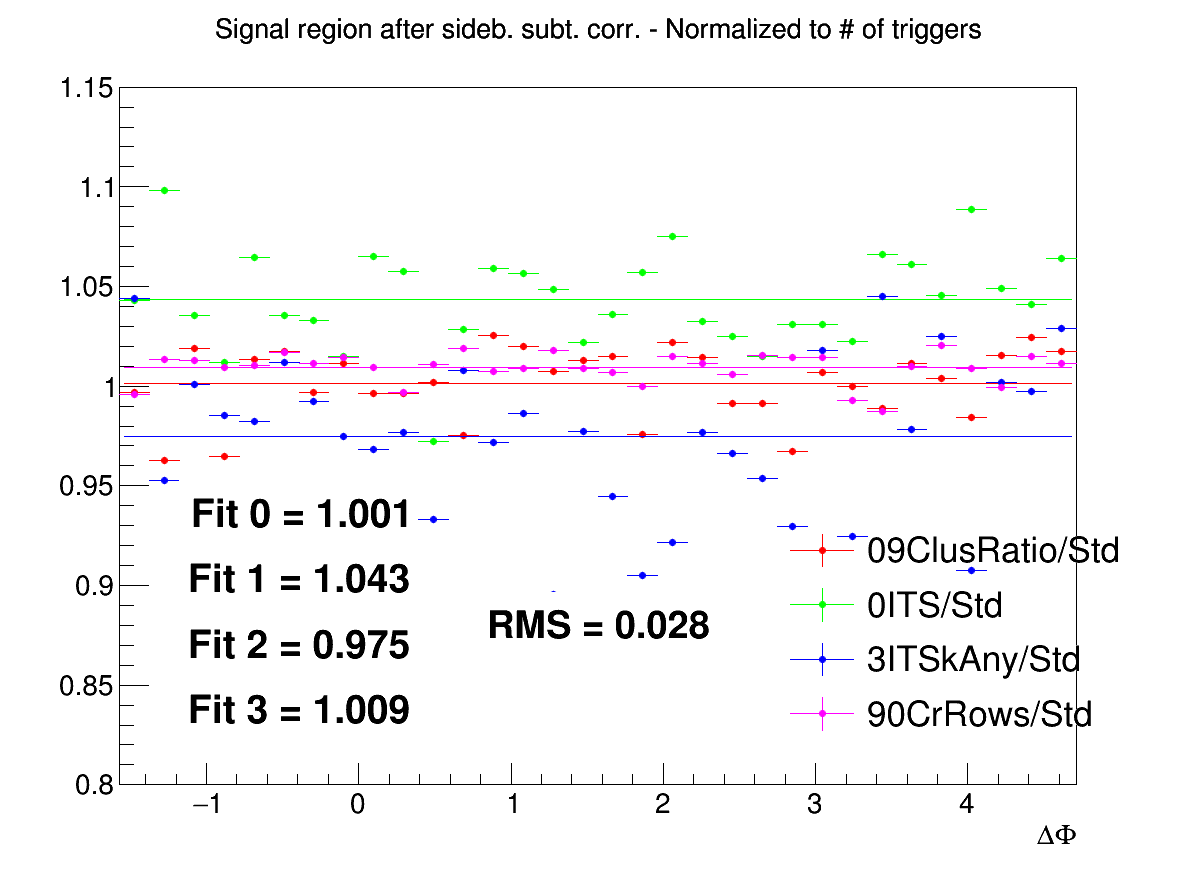 Signal region after sideb. subt. corr. - Normalized to # of triggers
1.15
1.1
1.05
1
0.95
0.9
0.85
0.8
Fit 0 = 1.001
Fit 1 = 1.043
Fit 2 = 0.975
Fit 3 = 1.009
RMS = 0.028
09ClusRatio/Std
0ITS/Std
3ITSkAny/Std
90CrRows/Std
−1 0 1 2 3 4
ΔΦ